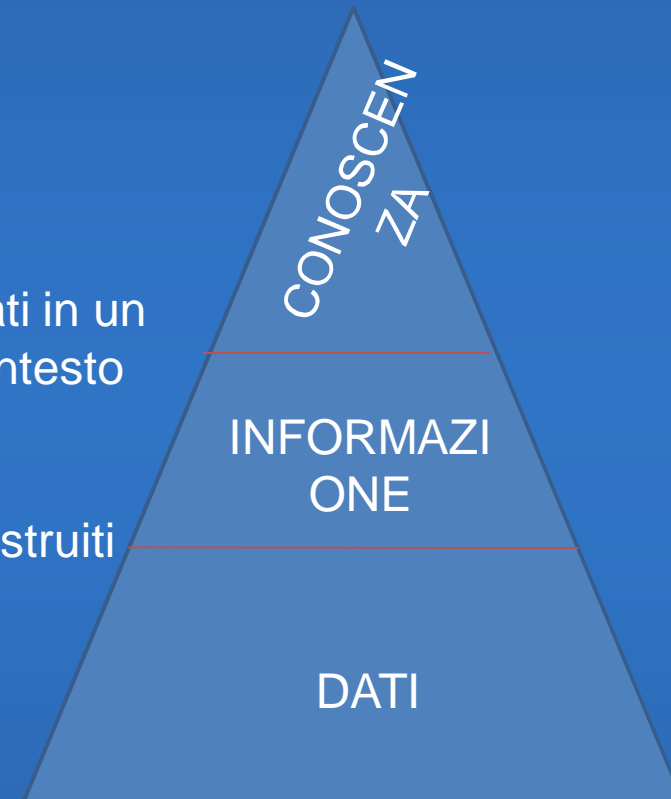 CONOSCEN
ZA
ati in un
ntesto
INFORMAZI
ONE
struiti
DATI